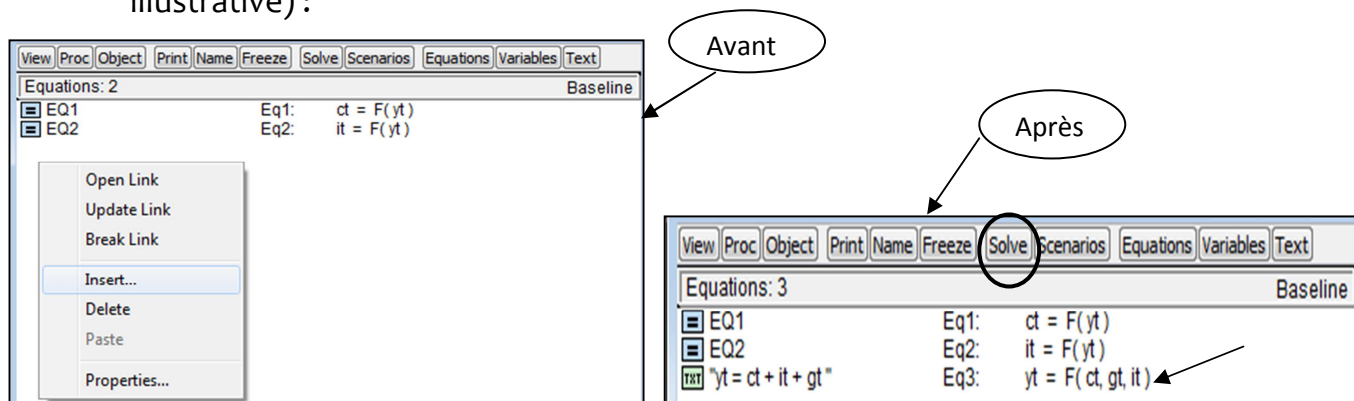 illustrative) :
Avant
View Proc Object Print Name Freeze Solve Scenarios Equations Variables Text
Equations: 2 Baseline
EQ1 Eq1: ct = F( yt )
EQ2 Eq2: it = F( yt )
Open Link
Update Link
Break Link
Insert...
Delete
Paste
Properties...
Après
View Proc Object Print Name Freeze Solve Scenarios Equations Variables Text
Equations: 3 Baseline
EQ1 Eq1: ct = F( yt )
EQ2 Eq2: it = F( yt )
TXT "yt = ct + it + gt " Eq3: yt = F( ct, gt, it )